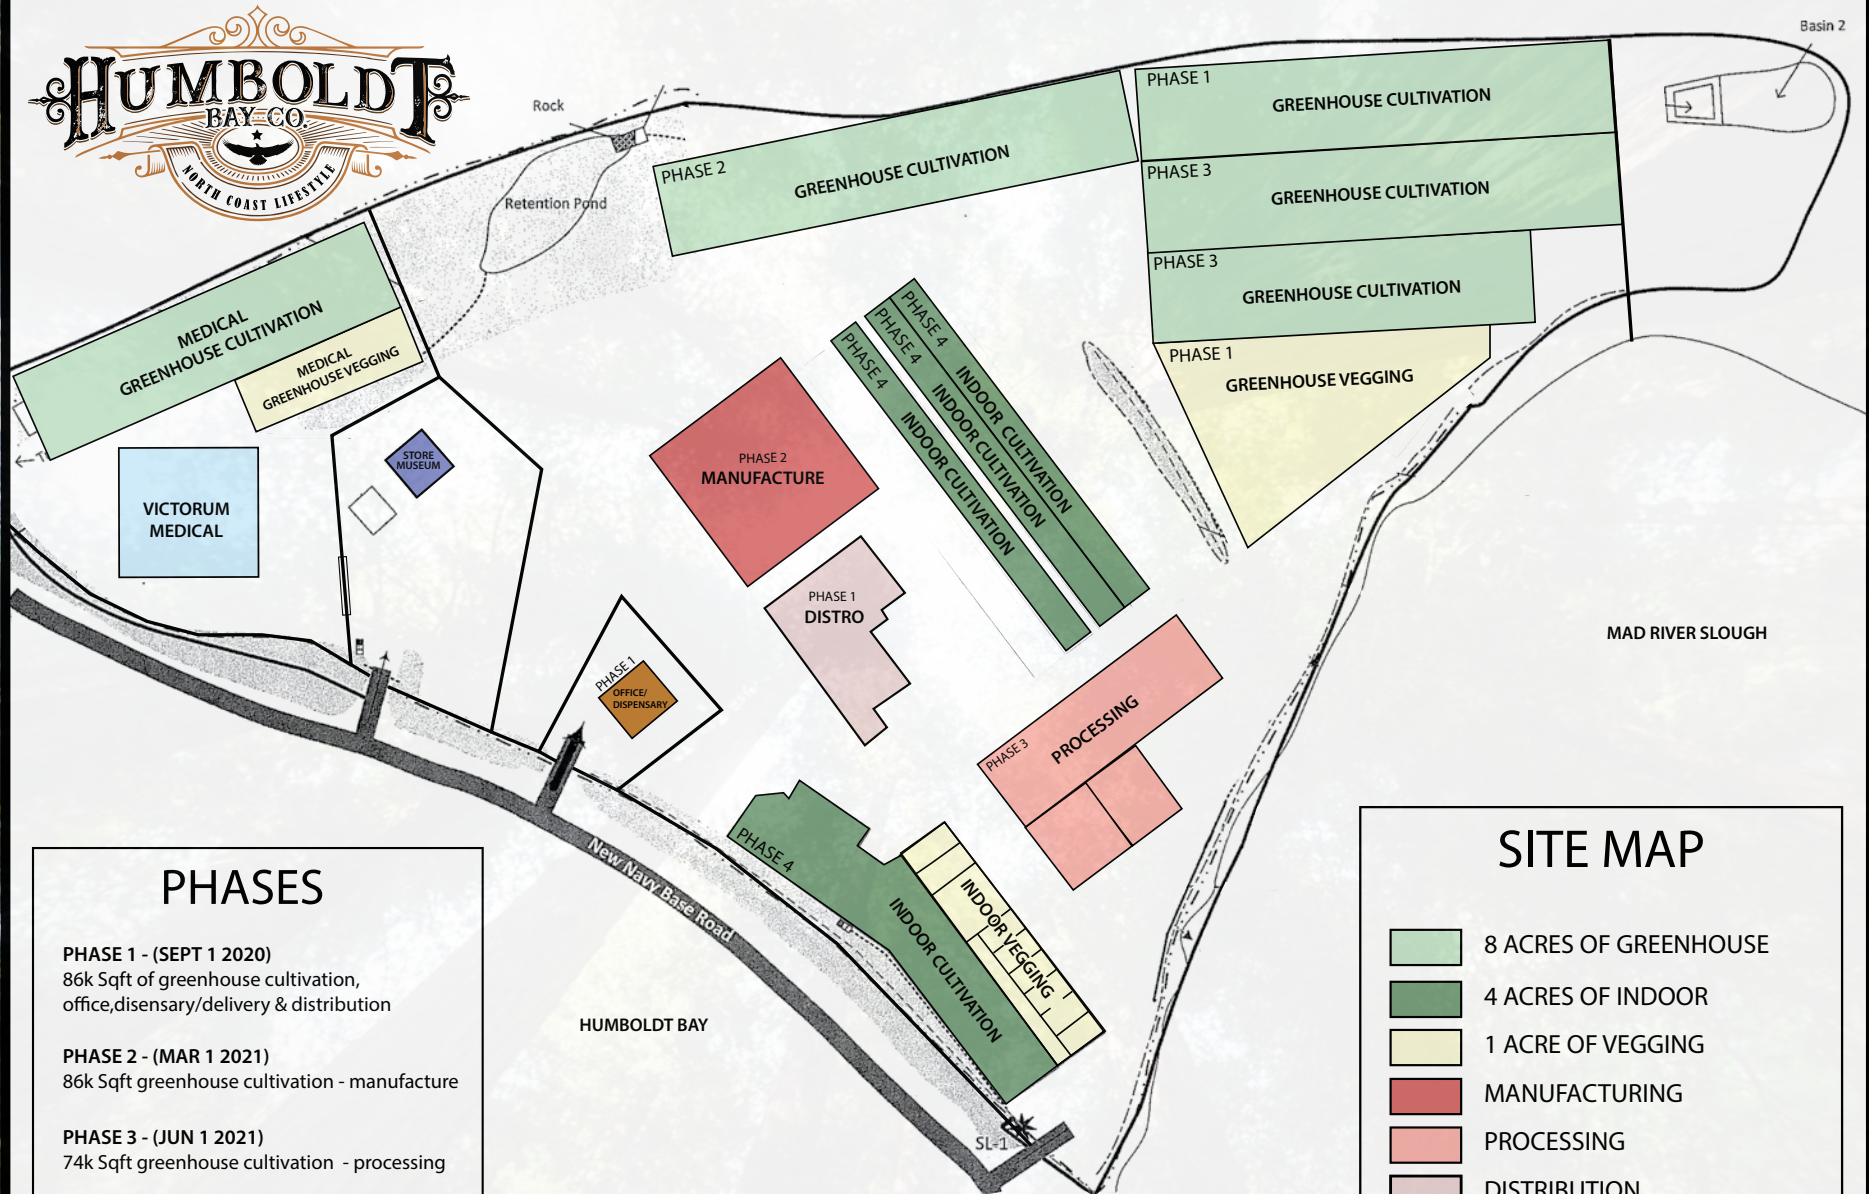 HUMBOLDT
BAY CO.
NORTH COAST LIFESTYLE
Basin 2
Rock
Retention Pond
PHASE 2
GREENHOUSE CULTIVATION
PHASE 1
GREENHOUSE CULTIVATION
PHASE 3
GREENHOUSE CULTIVATION
PHASE 3
GREENHOUSE CULTIVATION
PHASE 1
GREENHOUSE VEGGING
MEDICAL
GREENHOUSE CULTIVATION
MEDICAL
GREENHOUSE VEGGING
VICTORUM
MEDICAL
STORE
MUSEUM
PHASE 2
MANUFACTURE
PHASE 4
INDOOR CULTIVATION
PHASE 4
INDOOR CULTIVATION
PHASE 4
INDOOR CULTIVATION
PHASE 1
DISTRO
PHASE 1
OFFICE/
DISPENSARY
PHASE 3
PROCESSING
MAD RIVER SLOUGH
PHASE 4
INDOOR CULTIVATION
INDOOR VEGGING
New Navy Base Road
HUMBOLDT BAY
SL-1
PHASES
PHASE 1 - (SEPT 1 2020)
86k Sqft of greenhouse cultivation,
office,disensary/delivery & distribution
PHASE 2 - (MAR 1 2021)
86k Sqft greenhouse cultivation - manufacture
PHASE 3 - (JUN 1 2021)
74k Sqft greenhouse cultivation - processing
SITE MAP
8 ACRES OF GREENHOUSE
4 ACRES OF INDOOR
1 ACRE OF VEGGING
MANUFACTURING
PROCESSING
DISTRIBUTION